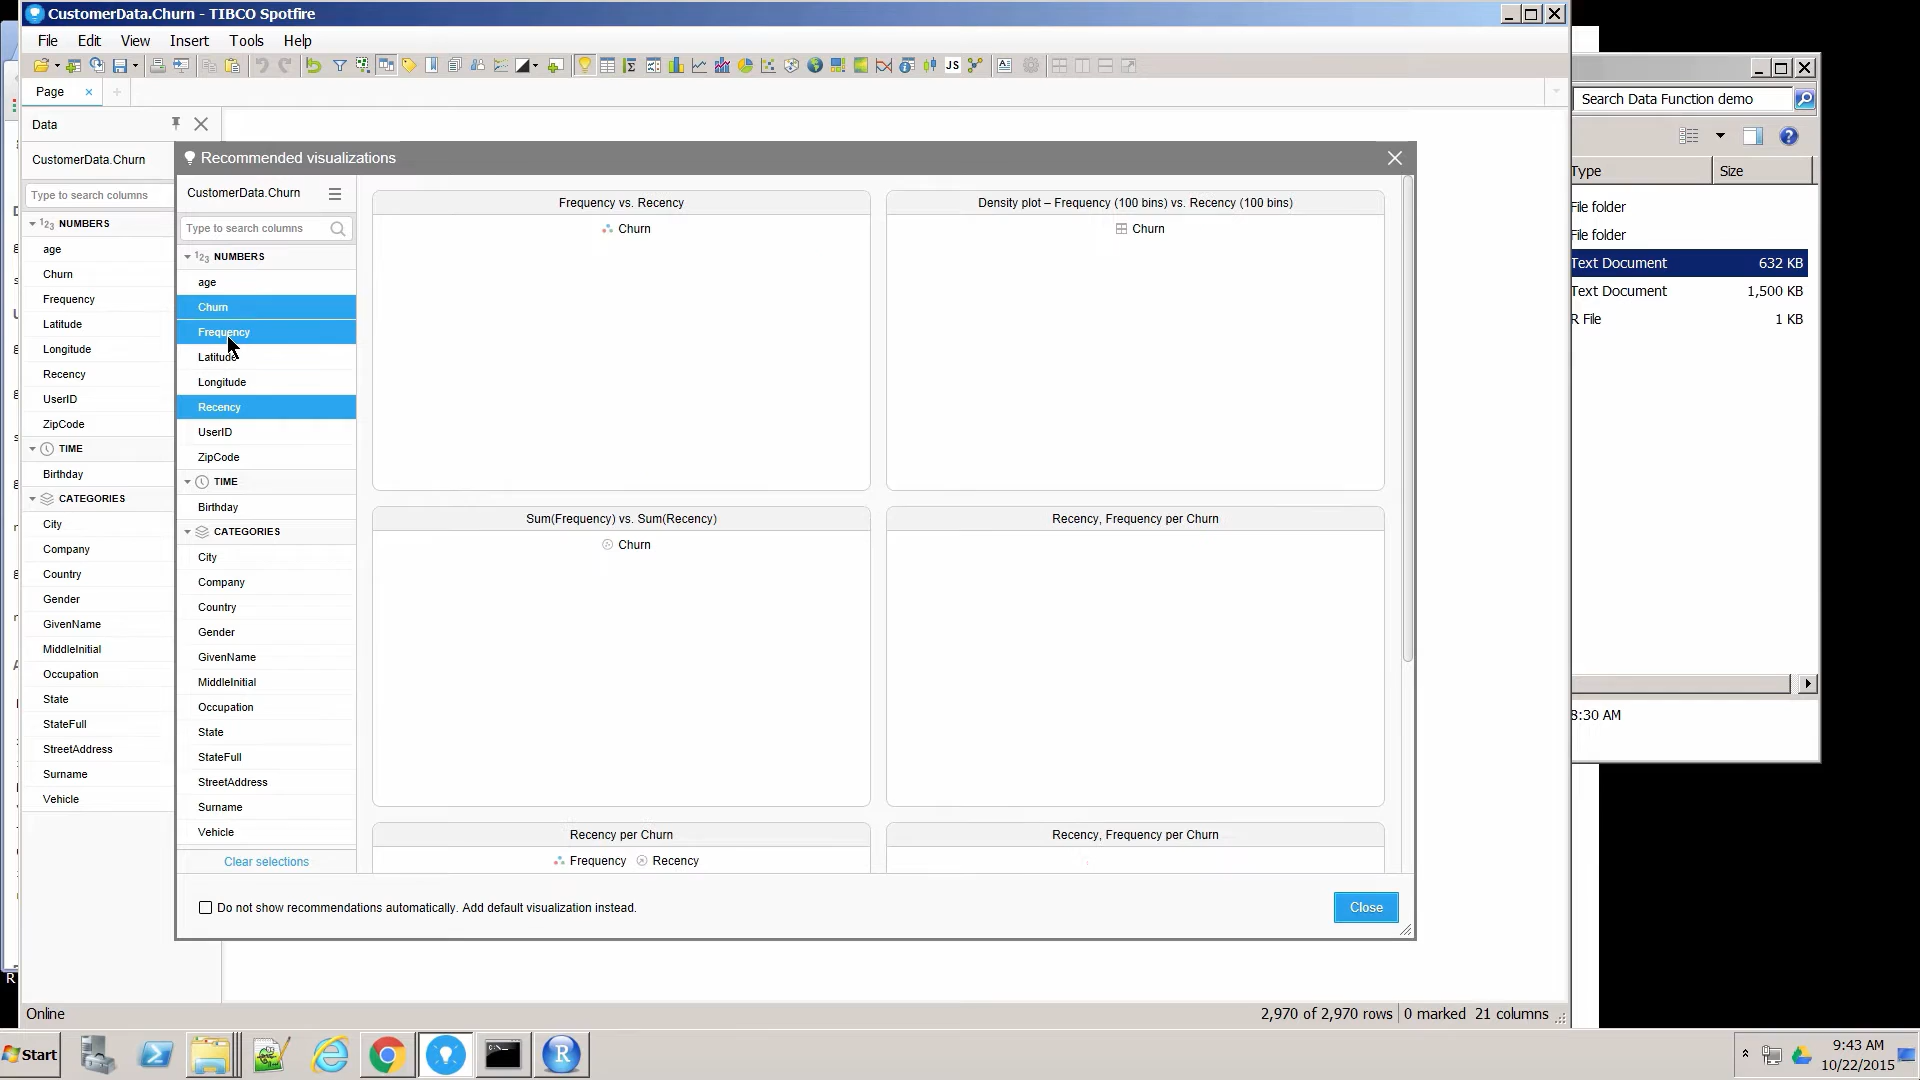 CustomerData.Churn - TIBCO Spotfire
File Edit View Insert Tools Help
JS
Page
Data
CustomerData.Churn
Type to search columns
123 NUMBERS
age
Churn
Frequency
Latitude
Longitude
Recency
UserID
ZipCode
TIME
Birthday
CATEGORIES
City
Company
Country
Gender
GivenName
MiddleInitial
Occupation
State
StateFull
StreetAddress
Surname
Vehicle
Recommended visualizations
CustomerData.Churn
Type to search columns
123 NUMBERS
age
Churn
Frequency
Latitude
Longitude
Recency
UserID
ZipCode
TIME
Birthday
CATEGORIES
City
Company
Country
Gender
GivenName
MiddleInitial
Occupation
State
StateFull
StreetAddress
Surname
Vehicle
Clear selections
Frequency vs. Recency
Churn
Density plot – Frequency (100 bins) vs. Recency (100 bins)
Churn
Sum(Frequency) vs. Sum(Recency)
Churn
Recency, Frequency per Churn
Recency per Churn
Frequency Recency
Recency, Frequency per Churn
Do not show recommendations automatically. Add default visualization instead.
Close
Search Data Function demo
Type Size
File folder
File folder
Text Document 632 KB
Text Document 1,500 KB
R File 1 KB
8:30 AM
Online
2,970 of 2,970 rows 0 marked 21 columns
Start
R
9:43 AM
10/22/2015